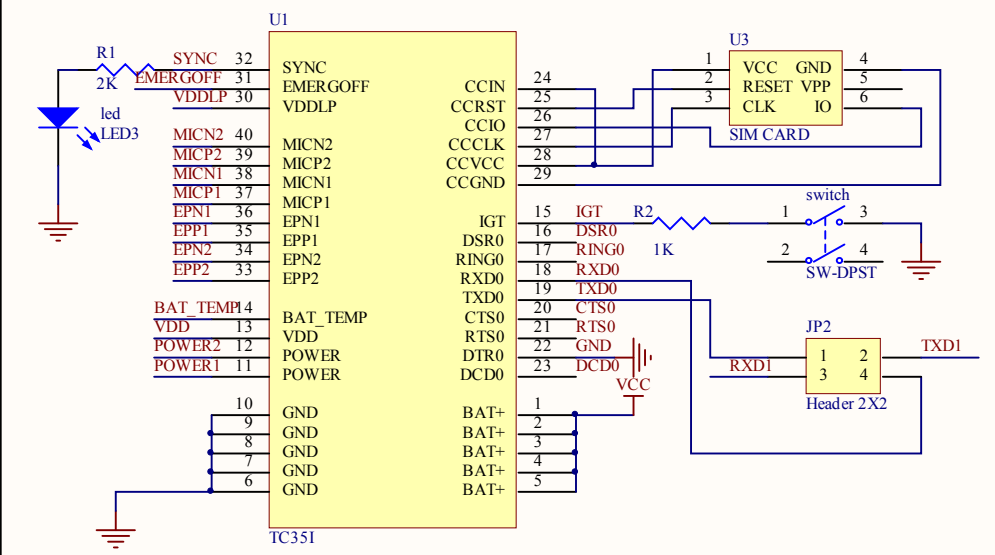 U1
R1
2K
SYNC 32 SYNC
EMERGOFF 31 EMERGOFF
VDDLP 30 VDDLP
led
LED3
MICN2 40 MICN2
MICP2 39 MICP2
MICN1 38 MICN1
MICP1 37 MICP1
EPN1 36 EPN1
EPP1 35 EPP1
EPN2 34 EPN2
EPP2 33 EPP2
BAT_TEMP 14 BAT_TEMP
VDD 13 VDD
POWER2 12 POWER
POWER1 11 POWER
10 GND
9 GND
8 GND
7 GND
6 GND
CCIN 24
CCRST 25
CCIO 26
CCCLK 27
CCVCC 28
CCGND 29
IGT 15 IGT
DSR0 16 DSR0
RING0 17 RING0
RXD0 18 RXD0
TXD0 19 TXD0
CTS0 20 CTS0
RTS0 21 RTS0
DTR0 22 GND
DCD0 23 DCD0
VCC
BAT+ 1
BAT+ 2
BAT+ 3
BAT+ 4
BAT+ 5
TC35I
U3
1 VCC GND 4
2 RESET VPP 5
3 CLK IO 6
SIM CARD
R2
1K
switch
1 3
2 4
SW-DPST
JP2
1 2 TXD1
RXD1 3 4
Header 2X2